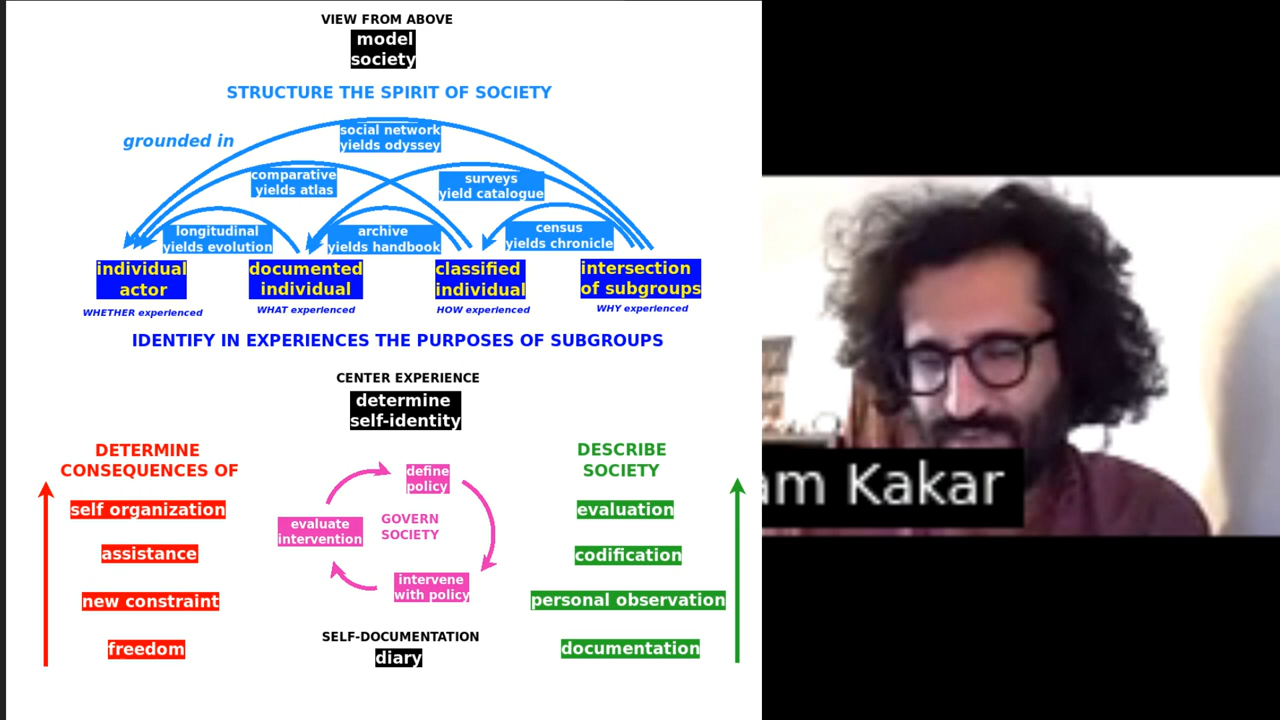 VIEW FROM ABOVE
model
society
STRUCTURE THE SPIRIT OF SOCIETY
grounded in
social network
yields odyssey
comparative
yields atlas
surveys
yield catalogue
longitudinal
yields evolution
archive
yields handbook
census
yields chronicle
individual
actor
documented
individual
classified
individual
intersection
of subgroups
WHETHER experienced
WHAT experienced
HOW experienced
WHY experienced
IDENTIFY IN EXPERIENCES THE PURPOSES OF SUBGROUPS
CENTER EXPERIENCE
determine
self-identity
DETERMINE
CONSEQUENCES OF
self organization
assistance
new constraint
freedom
define
policy
evaluate
intervention
GOVERN
SOCIETY
intervene
with policy
SELF-DOCUMENTATION
diary
DESCRIBE
SOCIETY
evaluation
codification
personal observation
documentation
am Kakar